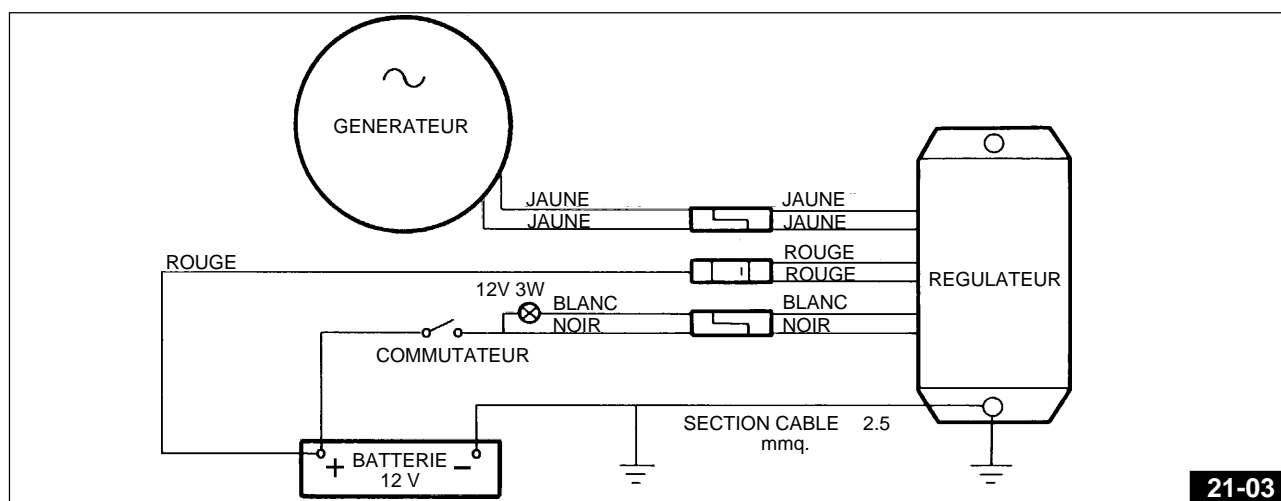 GENERATEUR
JAUNE
JAUNE
JAUNE
JAUNE
ROUGE
ROUGE
ROUGE
REGULATEUR
12V 3W
BLANC
BLANC
NOIR
NOIR
COMMUTATEUR
SECTION CABLE 2.5
mmq.
+ BATTERIE −
12 V
21-03